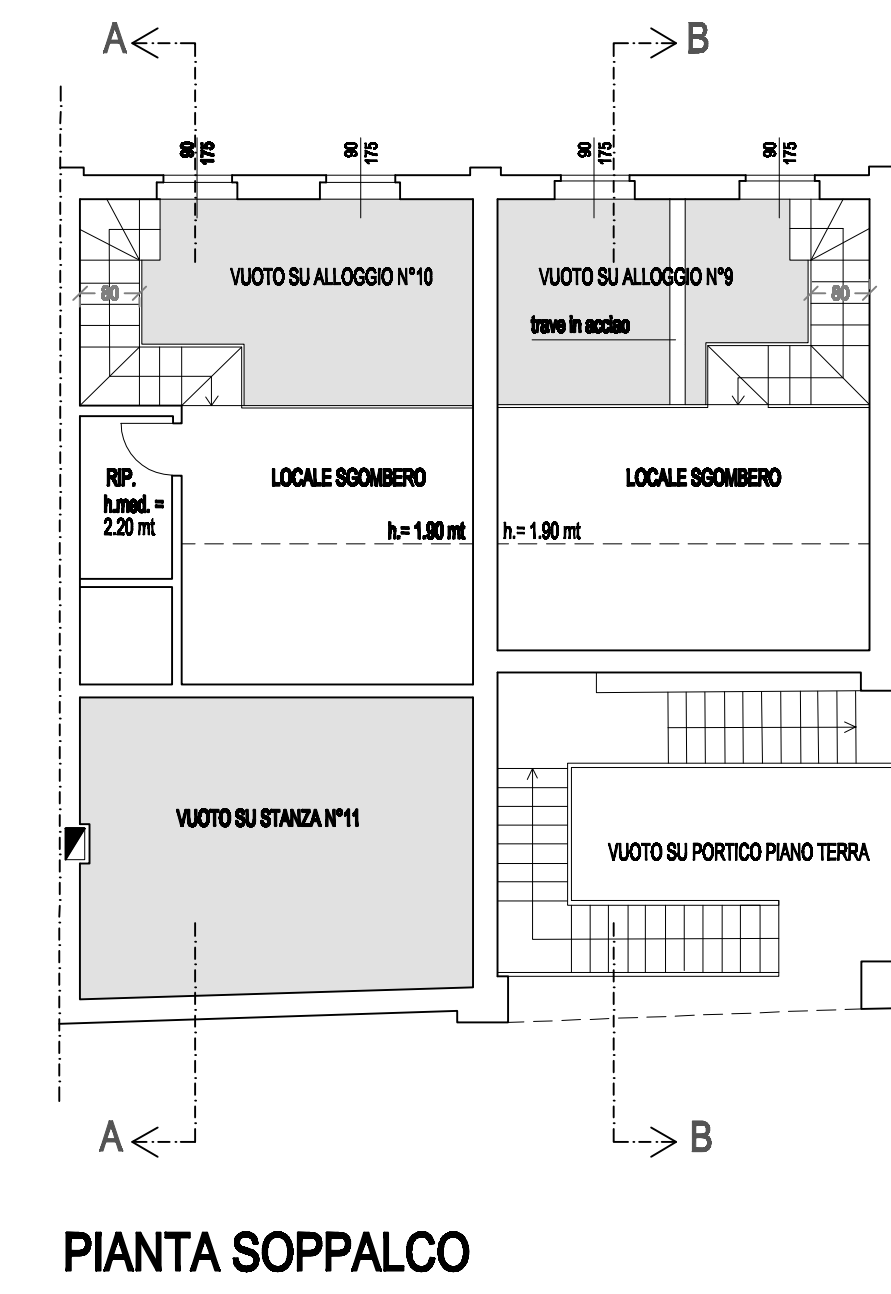 A B
90 175 90 175 90 175 90 175
VUOTO SU ALLOGGIO N°10 VUOTO SU ALLOGGIO N°9
80 80
trave in acciao
RIP. LOCALE SGOMBERO LOCALE SGOMBERO
h.med. =
2.20 mt h.= 1.90 mt h.= 1.90 mt
VUOTO SU STANZA N°11
VUOTO SU PORTICO PIANO TERRA
A B
PIANTA SOPPALCO